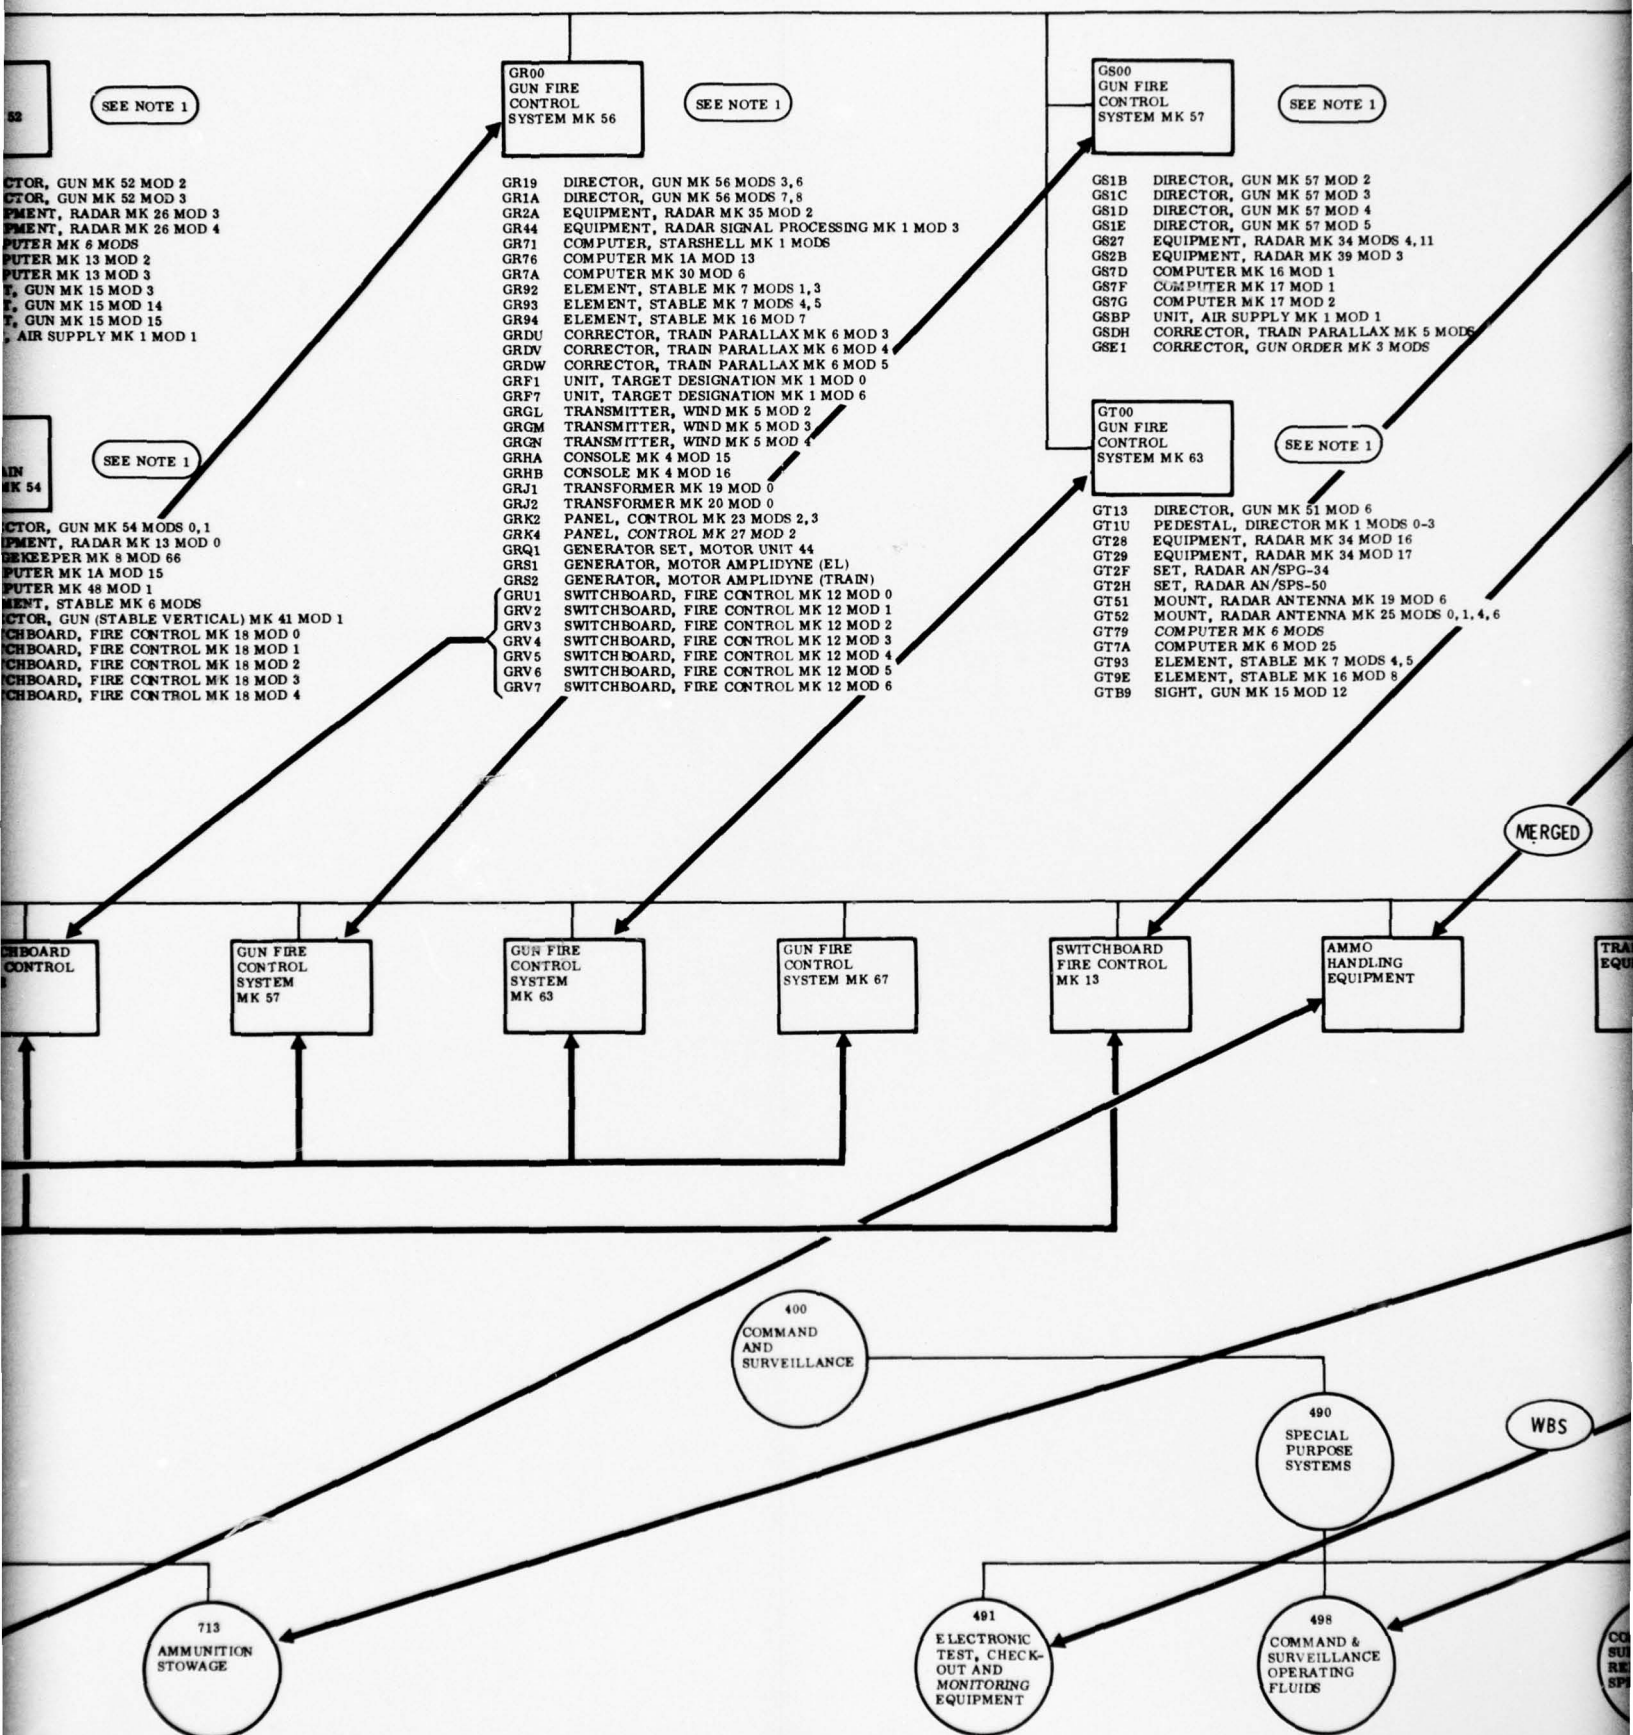 52
SEE NOTE 1
CTOR, GUN MK 52 MOD 2
CTOR, GUN MK 52 MOD 3
PMENT, RADAR MK 26 MOD 3
PMENT, RADAR MK 26 MOD 4
PUTER MK 6 MODS
PUTER MK 13 MOD 2
PUTER MK 13 MOD 3
T, GUN MK 15 MOD 3
T, GUN MK 15 MOD 14
T, GUN MK 15 MOD 15
, AIR SUPPLY MK 1 MOD 1
AIN
MK 54
SEE NOTE 1
CTOR, GUN MK 54 MODS 0,1
IPMENT, RADAR MK 13 MOD 0
GEKEEPER MK 8 MOD 66
PUTER MK 1A MOD 15
PUTER MK 48 MOD 1
MENT, STABLE MK 6 MODS
CTOR, GUN (STABLE VERTICAL) MK 41 MOD 1
CHBOARD, FIRE CONTROL MK 18 MOD 0
CHBOARD, FIRE CONTROL MK 18 MOD 1
CHBOARD, FIRE CONTROL MK 18 MOD 2
CHBOARD, FIRE CONTROL MK 18 MOD 3
CHBOARD, FIRE CONTROL MK 18 MOD 4
GR00
GUN FIRE
CONTROL
SYSTEM MK 56
SEE NOTE 1
GR19 DIRECTOR, GUN MK 56 MODS 3,6
GR1A DIRECTOR, GUN MK 56 MODS 7,8
GR2A EQUIPMENT, RADAR MK 35 MOD 2
GR44 EQUIPMENT, RADAR SIGNAL PROCESSING MK 1 MOD 3
GR71 COMPUTER, STARSHELL MK 1 MODS
GR76 COMPUTER MK 1A MOD 13
GR7A COMPUTER MK 30 MOD 6
GR92 ELEMENT, STABLE MK 7 MODS 1,3
GR93 ELEMENT, STABLE MK 7 MODS 4,5
GR94 ELEMENT, STABLE MK 16 MOD 7
GRDU CORRECTOR, TRAIN PARALLAX MK 6 MOD 3
GRDV CORRECTOR, TRAIN PARALLAX MK 6 MOD 4
GRDW CORRECTOR, TRAIN PARALLAX MK 6 MOD 5
GRF1 UNIT, TARGET DESIGNATION MK 1 MOD 0
GRF7 UNIT, TARGET DESIGNATION MK 1 MOD 6
GRGL TRANSMITTER, WIND MK 5 MOD 2
GRGM TRANSMITTER, WIND MK 5 MOD 3
GRGN TRANSMITTER, WIND MK 5 MOD 4
GRHA CONSOLE MK 4 MOD 15
GRHB CONSOLE MK 4 MOD 16
GRJ1 TRANSFORMER MK 19 MOD 0
GRJ2 TRANSFORMER MK 20 MOD 0
GRK2 PANEL, CONTROL MK 23 MODS 2,3
GRK4 PANEL, CONTROL MK 27 MOD 2
GRQ1 GENERATOR SET, MOTOR UNIT 44
GRS1 GENERATOR, MOTOR AMPLIDYNE (EL)
GRS2 GENERATOR, MOTOR AMPLIDYNE (TRAIN)
GRU1 SWITCHBOARD, FIRE CONTROL MK 12 MOD 0
GRV2 SWITCHBOARD, FIRE CONTROL MK 12 MOD 1
GRV3 SWITCHBOARD, FIRE CONTROL MK 12 MOD 2
GRV4 SWITCHBOARD, FIRE CONTROL MK 12 MOD 3
GRV5 SWITCHBOARD, FIRE CONTROL MK 12 MOD 4
GRV6 SWITCHBOARD, FIRE CONTROL MK 12 MOD 5
GRV7 SWITCHBOARD, FIRE CONTROL MK 12 MOD 6
GS00
GUN FIRE
CONTROL
SYSTEM MK 57
SEE NOTE 1
GS1B DIRECTOR, GUN MK 57 MOD 2
GS1C DIRECTOR, GUN MK 57 MOD 3
GS1D DIRECTOR, GUN MK 57 MOD 4
GS1E DIRECTOR, GUN MK 57 MOD 5
GS27 EQUIPMENT, RADAR MK 34 MODS 4,11
GS2B EQUIPMENT, RADAR MK 39 MOD 3
GS7D COMPUTER MK 16 MOD 1
GS7F COMPUTER MK 17 MOD 1
GS7G COMPUTER MK 17 MOD 2
GSBP UNIT, AIR SUPPLY MK 1 MOD 1
GSDH CORRECTOR, TRAIN PARALLAX MK 5 MODS
GSE1 CORRECTOR, GUN ORDER MK 3 MODS
GT00
GUN FIRE
CONTROL
SYSTEM MK 63
SEE NOTE 1
GT13 DIRECTOR, GUN MK 51 MOD 6
GT1U PEDESTAL, DIRECTOR MK 1 MODS 0-3
GT28 EQUIPMENT, RADAR MK 34 MOD 16
GT29 EQUIPMENT, RADAR MK 34 MOD 17
GT2F SET, RADAR AN/SPG-34
GT2H SET, RADAR AN/SPS-50
GT51 MOUNT, RADAR ANTENNA MK 19 MOD 6
GT52 MOUNT, RADAR ANTENNA MK 25 MODS 0,1,4,6
GT79 COMPUTER MK 6 MODS
GT7A COMPUTER MK 6 MOD 25
GT93 ELEMENT, STABLE MK 7 MODS 4,5
GT9E ELEMENT, STABLE MK 16 MOD 8
GTB9 SIGHT, GUN MK 15 MOD 12
MERGED
CHBOARD
CONTROL
GUN FIRE
CONTROL
SYSTEM
MK 57
GUN FIRE
CONTROL
SYSTEM
MK 63
GUN FIRE
CONTROL
SYSTEM MK 67
SWITCHBOARD
FIRE CONTROL
MK 13
AMMO
HANDLING
EQUIPMENT
TRA
EQU
400
COMMAND
AND
SURVEILLANCE
490
SPECIAL
PURPOSE
SYSTEMS
WBS
713
AMMUNITION
STOWAGE
491
ELECTRONIC
TEST, CHECK-
OUT AND
MONITORING
EQUIPMENT
498
COMMAND &
SURVEILLANCE
OPERATING
FLUIDS
CO
SU
RE
SP